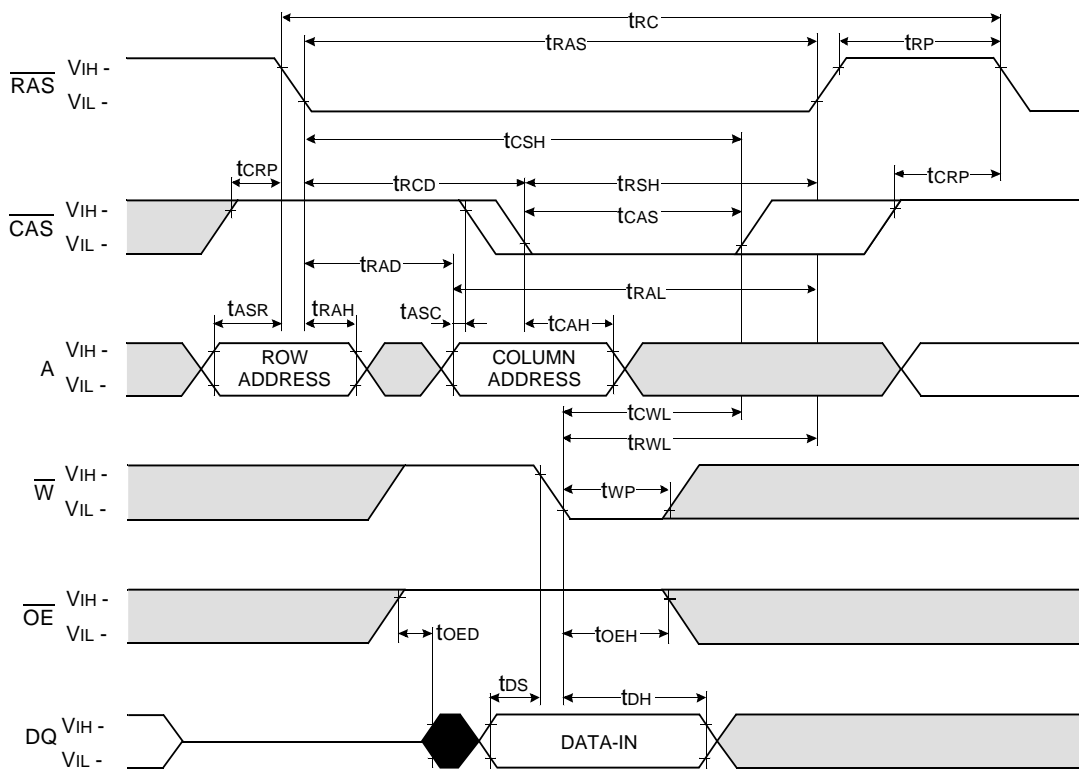 tRC
tRAS
tRP
RAS
VIH -
VIL -
tCSH
tCRP
tRCD
tRSH
tCRP
CAS
VIH -
VIL -
tCAS
tRAD
tRAL
tASR
tRAH
tASC
tCAH
A
VIH -
VIL -
ROW
ADDRESS
COLUMN
ADDRESS
tCWL
tRWL
W
VIH -
VIL -
tWP
OE
VIH -
VIL -
tOED
tOEH
tDS
tDH
DQ
VIH -
VIL -
DATA-IN